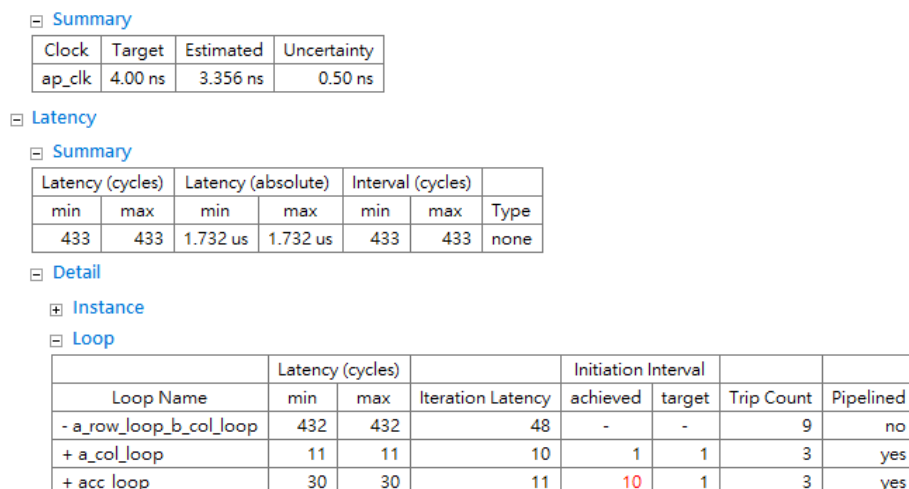 Summary
Clock Target Estimated Uncertainty
ap_clk 4.00 ns 3.356 ns 0.50 ns
Latency
Summary
Latency (cycles) Latency (absolute) Interval (cycles)
min max min max min max Type
433 433 1.732 us 1.732 us 433 433 none
Detail
Instance
Loop
Latency (cycles) Initiation Interval
Loop Name min max Iteration Latency achieved target Trip Count Pipelined
- a_row_loop_b_col_loop 432 432 48 - - 9 no
+ a_col_loop 11 11 10 1 1 3 yes
+ acc_loop 30 30 11 10 1 3 yes